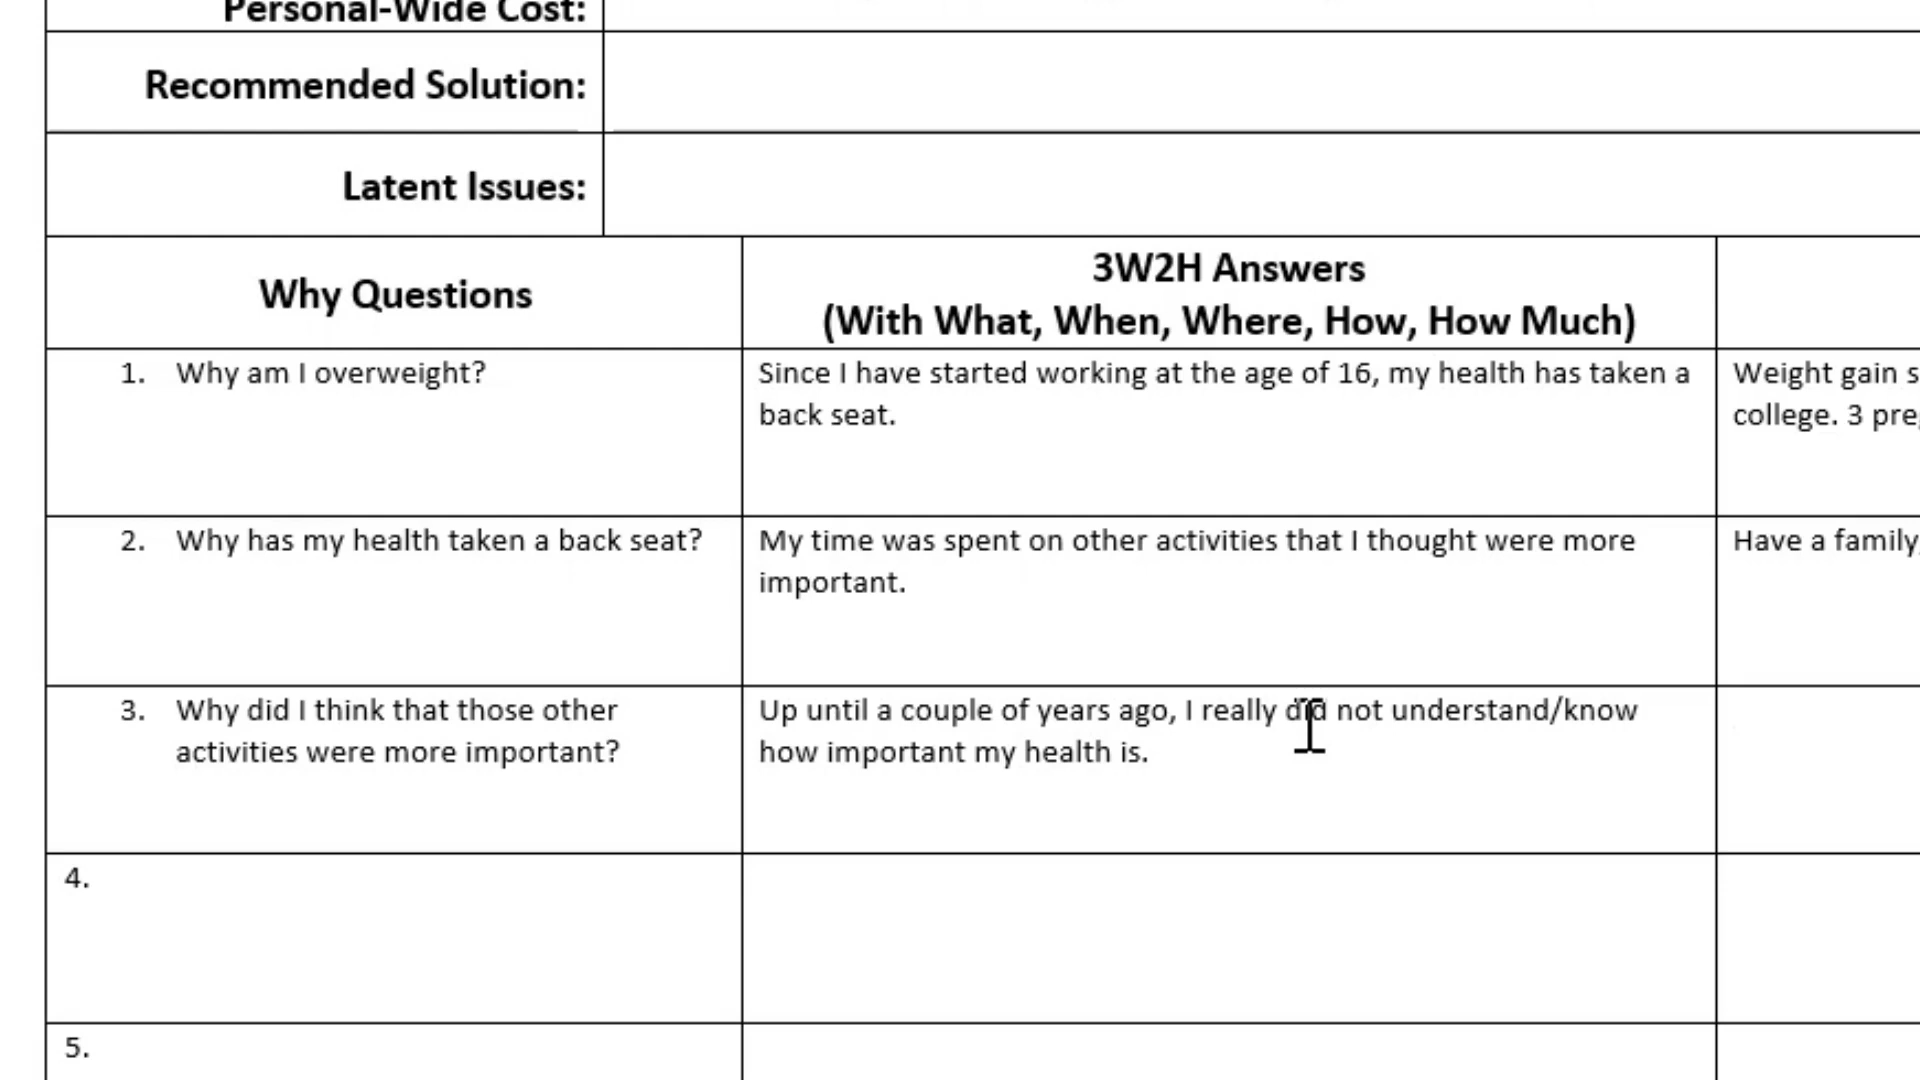 Personal-Wide Cost:
Recommended Solution:
Latent Issues:
Why Questions
3W2H Answers
(With What, When, Where, How, How Much)
1. Why am I overweight?
Since I have started working at the age of 16, my health has taken a
back seat.
Weight gain s
college. 3 pre
2. Why has my health taken a back seat?
My time was spent on other activities that I thought were more
important.
Have a family,
3. Why did I think that those other
activities were more important?
Up until a couple of years ago, I really did not understand/know
how important my health is.
4.
5.